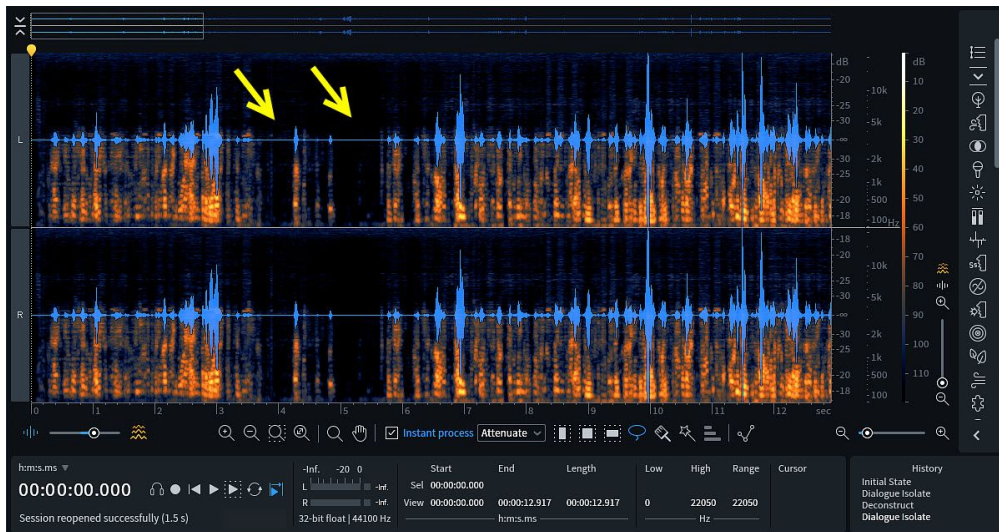 dB
-20
-25
-30
-∞
-30
-25
-20
-18
-10k
-5k
-2k
-1k
-500
-100
Hz
dB
10
20
30
40
50
60
70
80
90
100
110
L
-18
-20
-25
-30
-∞
-30
-25
-20
-18
-10k
-5k
-2k
-1k
-500
-100
R
0 1 2 3 4 5 6 7 8 9 10 11 12 sec
Instant process Attenuate
h:m:s.ms
00:00:00.000
Session reopened successfully (1.5 s)
-Inf. -20 0
L -Inf.
R -Inf.
32-bit float | 44100 Hz
Start End Length
Sel 00:00:00.000
View 00:00:00.000 00:00:12.917 00:00:12.917
h:m:s.ms
Low High Range Cursor
0 22050 22050
Hz
History
Initial State
Dialogue Isolate
Deconstruct
Dialogue Isolate